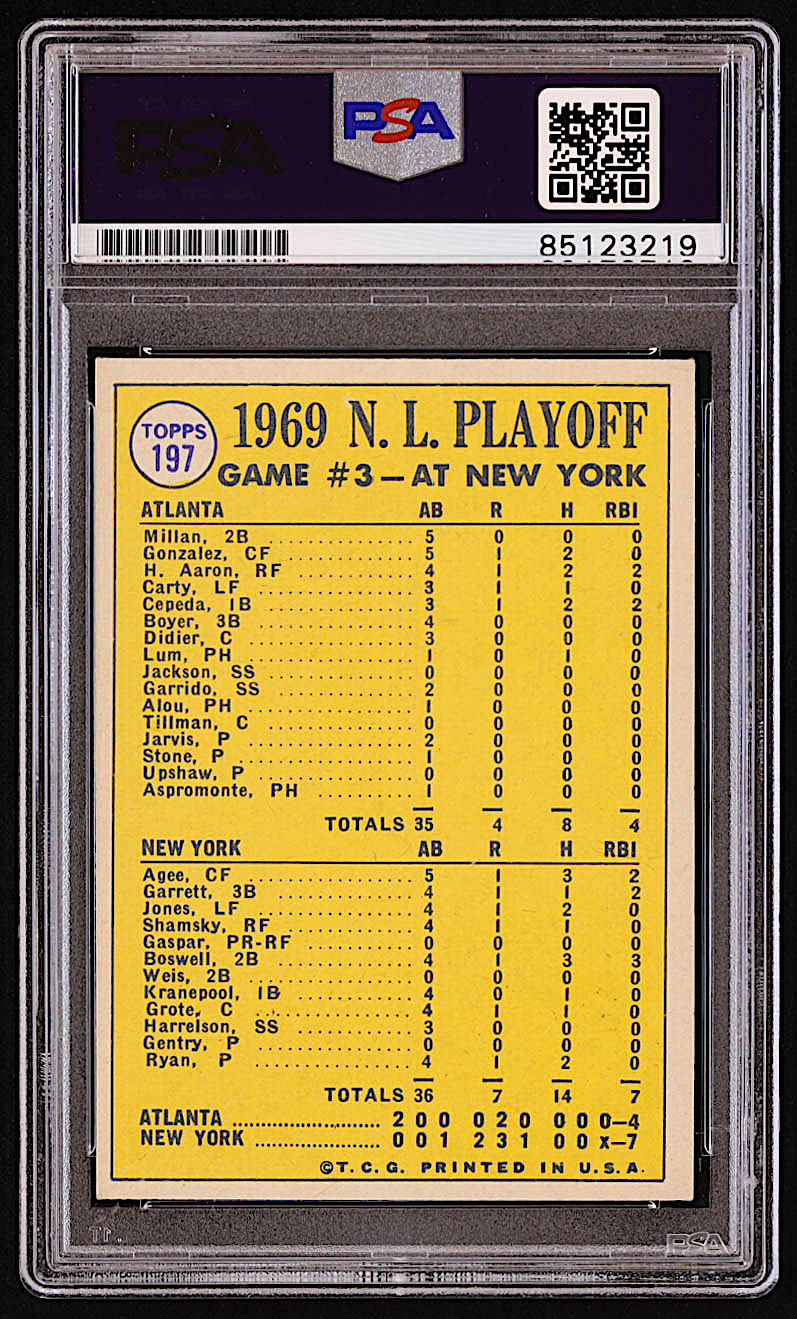 PSA
PSA
85123219
TOPPS
197
1969 N. L. PLAYOFF
GAME #3 – AT NEW YORK
ATLANTA AB R H RBI
Millan, 2B .................. 5 0 0 0
Gonzalez, CF ............... 5 1 2 0
H. Aaron, RF .............. 4 1 2 2
Carty, LF .................. 3 1 1 0
Cepeda, 1B ................ 3 1 2 2
Boyer, 3B .................. 4 0 0 0
Didier, C .................. 3 0 0 0
Lum, PH .................. 1 0 1 0
Jackson, SS ................ 0 0 0 0
Garrido, SS ................ 2 0 0 0
Alou, PH .................. 1 0 0 0
Tillman, C .................. 0 0 0 0
Jarvis, P .................. 2 0 0 0
Stone, P .................. 1 0 0 0
Upshaw, P .................. 0 0 0 0
Aspromonte, PH .......... 1 0 0 0
TOTALS 35 4 8 4
NEW YORK AB R H RBI
Agee, CF .................. 5 1 3 2
Garrett, 3B ................ 4 1 1 2
Jones, LF .................. 4 1 2 0
Shamsky, RF .............. 4 1 1 0
Gaspar, PR-RF ........... 0 0 0 0
Boswell, 2B ................ 4 1 3 3
Weis, 2B .................. 0 0 0 0
Kranepool, 1B ............ 4 0 1 0
Grote, C .................. 4 1 1 0
Harrelson, SS ............ 3 0 0 0
Gentry, P .................. 0 0 0 0
Ryan, P .................. 4 1 2 0
TOTALS 36 7 14 7
ATLANTA ........................ 2 0 0 0 2 0 0 0 0–4
NEW YORK .................... 0 0 1 2 3 1 0 0 X–7
©T. C. G. PRINTED IN U. S. A.
PSA